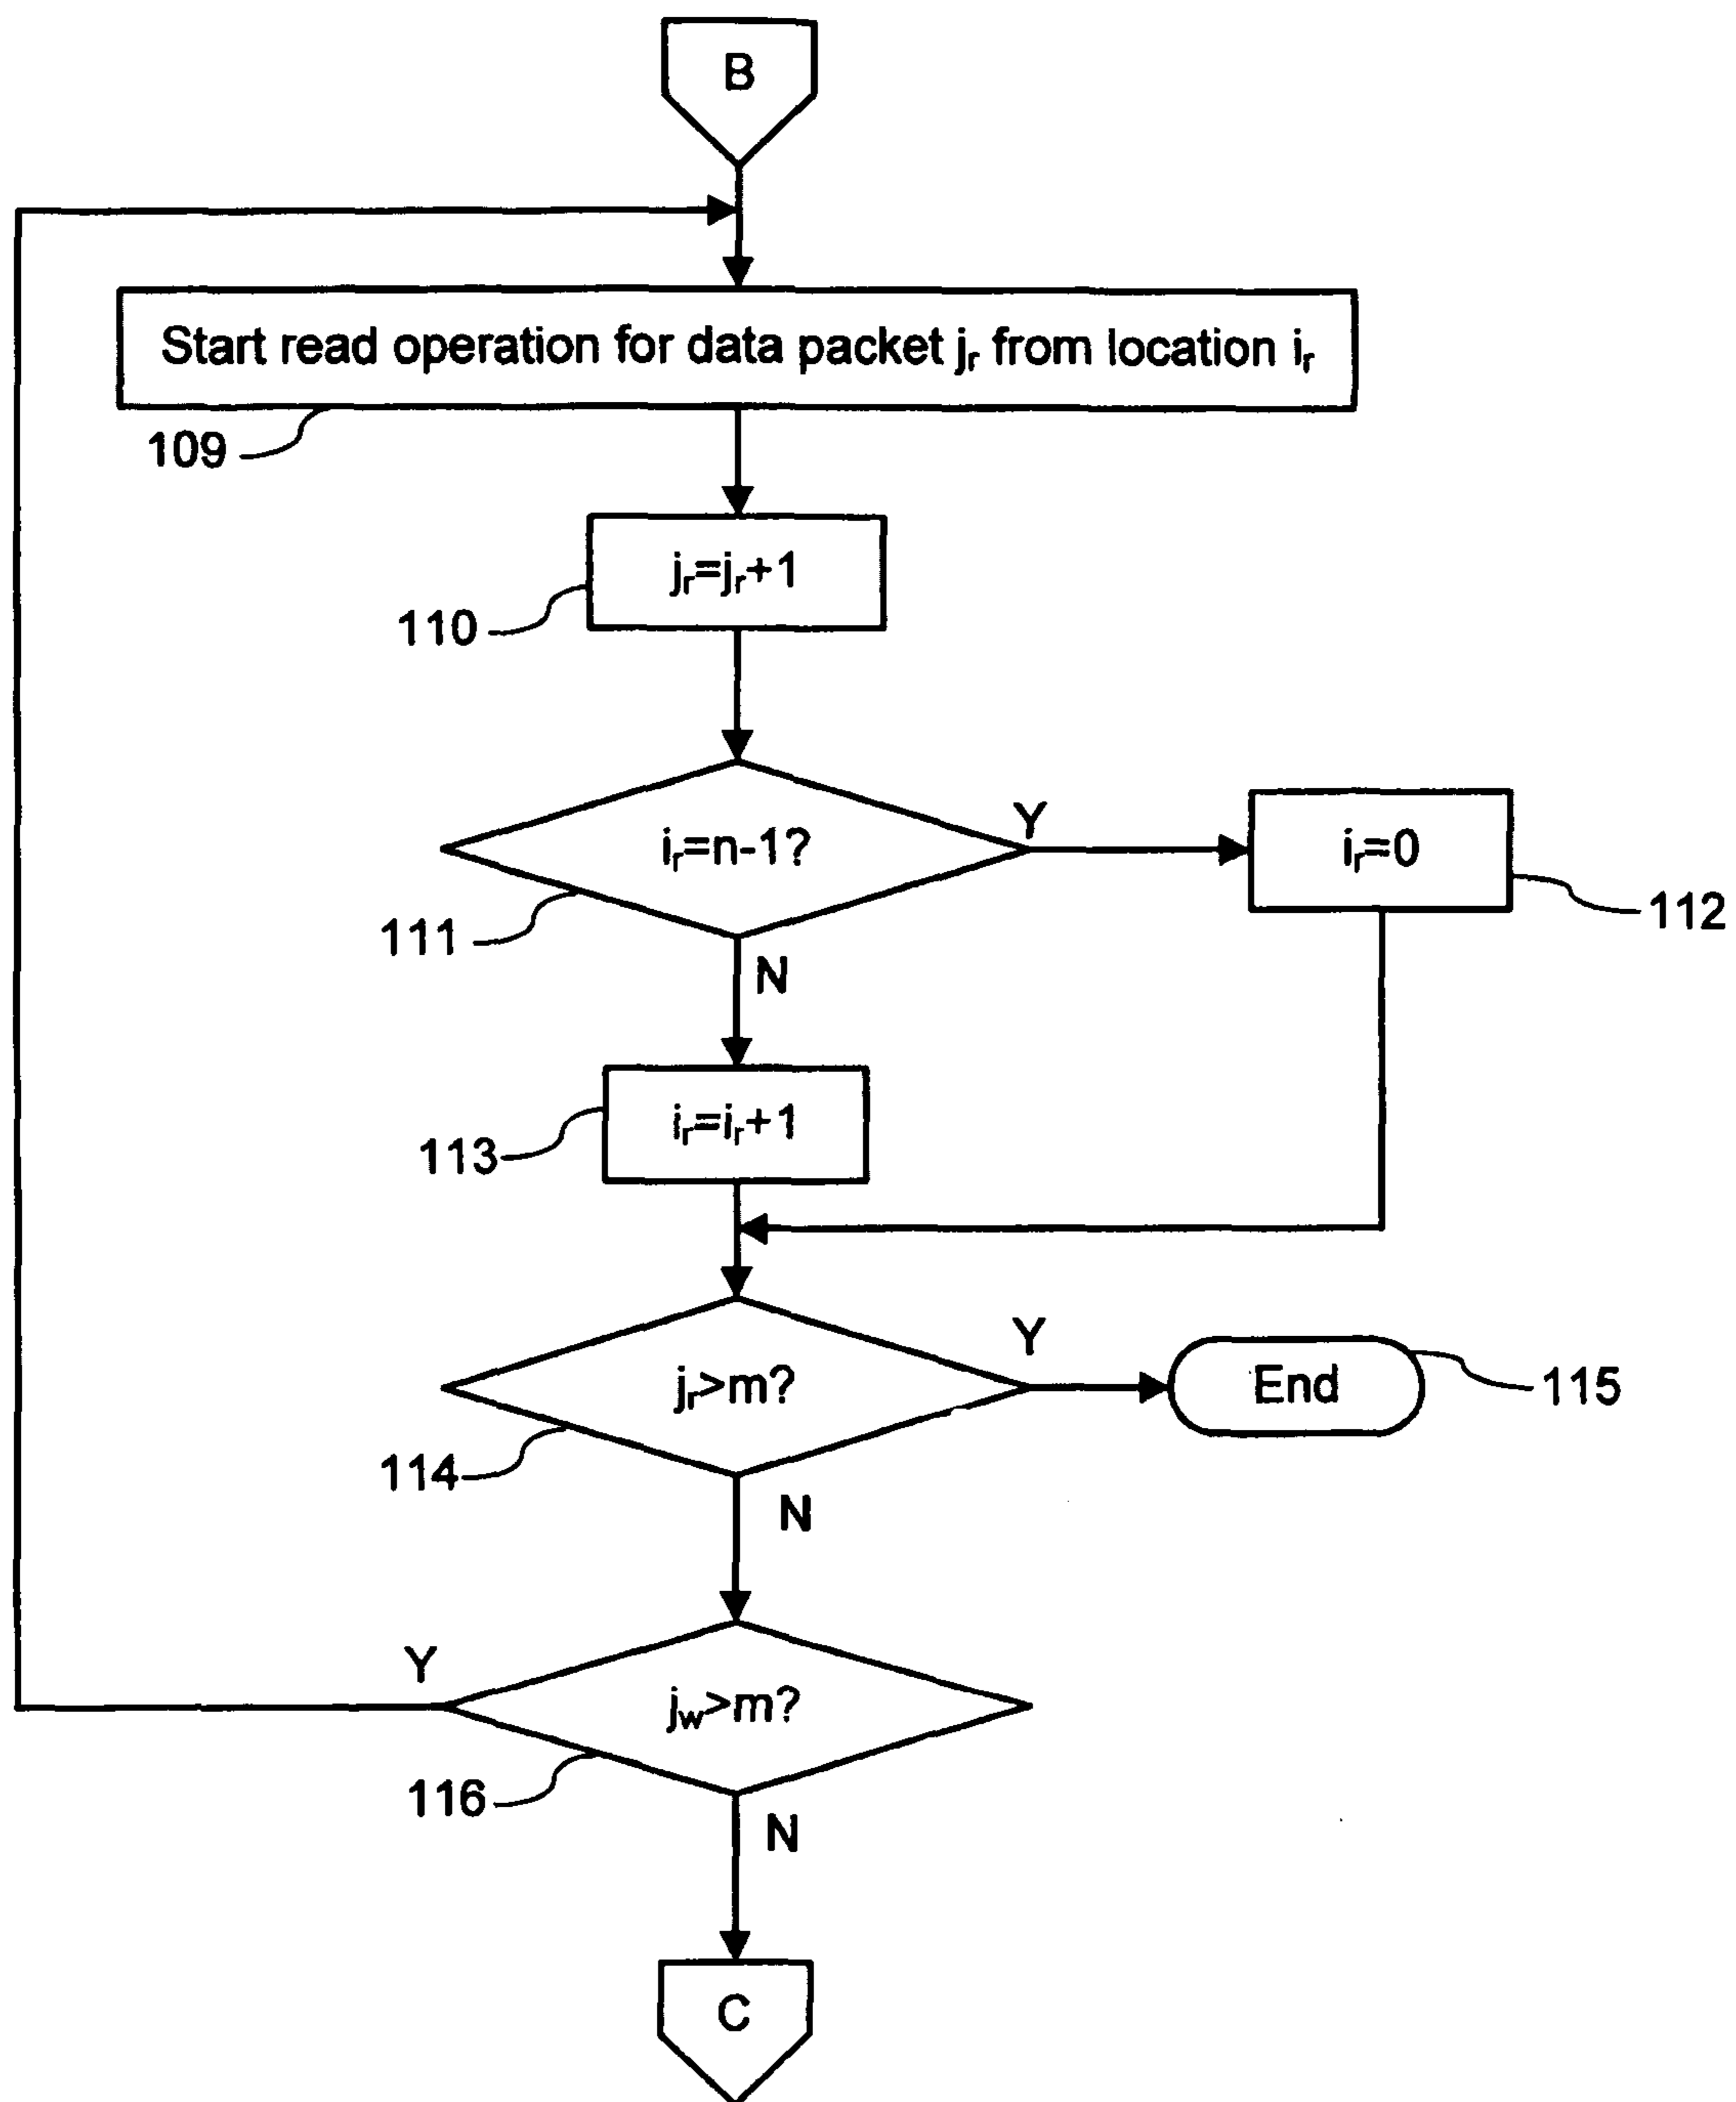 B
Start read operation for data packet jᵣ from location iᵣ
109
jᵣ=jᵣ+1
110
iᵣ=n-1?
Y
iᵣ=0
112
111
N
iᵣ=iᵣ+1
113
jᵣ>m?
Y
End
115
114
N
Y
j_w>m?
116
N
C